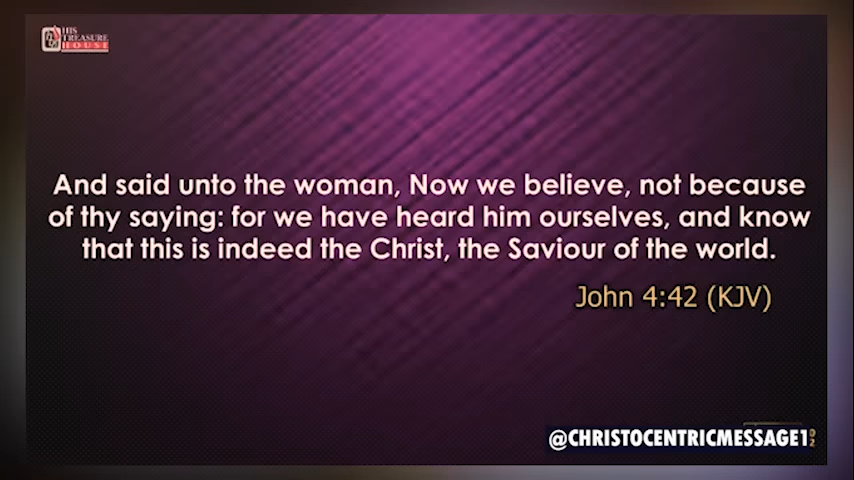 HIS
TREASURE
HOUSE
And said unto the woman, Now we believe, not because
of thy saying: for we have heard him ourselves, and know
that this is indeed the Christ, the Saviour of the world.
John 4:42 (KJV)
@CHRISTOCENTRICMESSAGE1